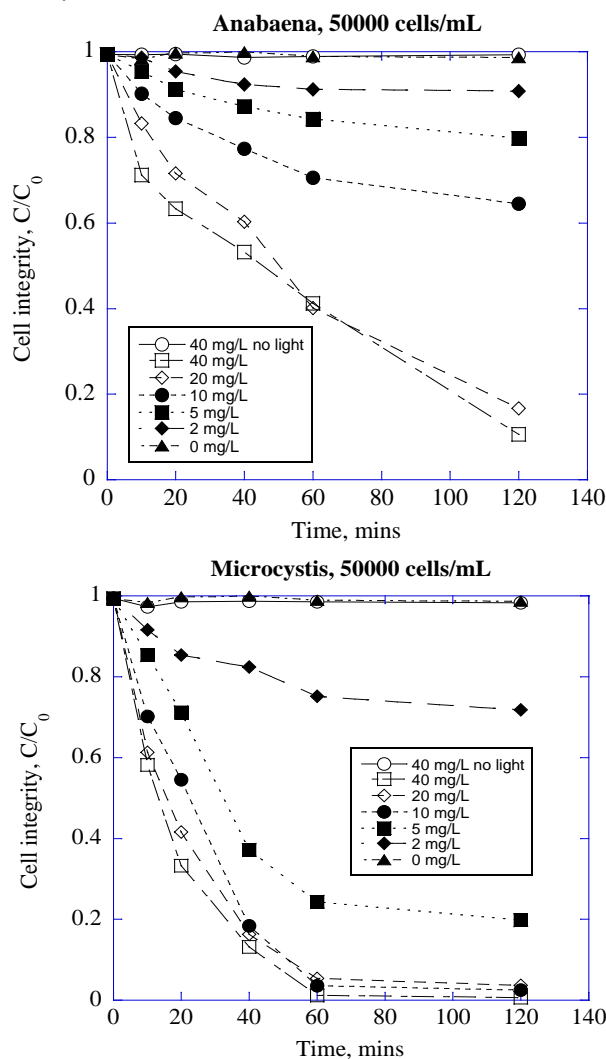 Anabaena, 50000 cells/mL
1
0.8
0.6
0.4
0.2
0
Cell integrity, C/C0
40 mg/L no light
40 mg/L
20 mg/L
10 mg/L
5 mg/L
2 mg/L
0 mg/L
0 20 40 60 80 100 120 140
Time, mins
Microcystis, 50000 cells/mL
1
0.8
0.6
0.4
0.2
0
Cell integrity, C/C0
40 mg/L no light
40 mg/L
20 mg/L
10 mg/L
5 mg/L
2 mg/L
0 mg/L
0 20 40 60 80 100 120 140
Time, mins